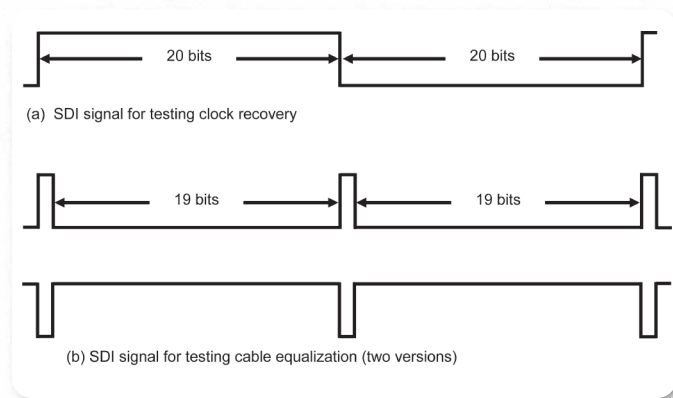 20 bits 20 bits
(a) SDI signal for testing clock recovery
19 bits 19 bits
(b) SDI signal for testing cable equalization (two versions)